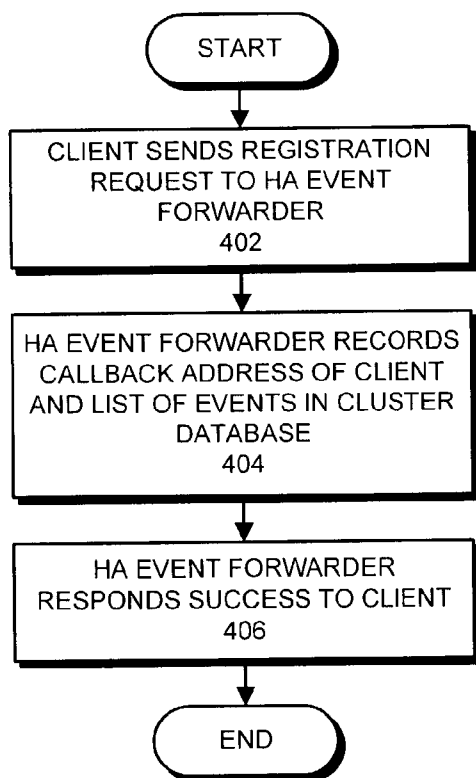 START
CLIENT SENDS REGISTRATION
REQUEST TO HA EVENT
FORWARDER
402
HA EVENT FORWARDER RECORDS
CALLBACK ADDRESS OF CLIENT
AND LIST OF EVENTS IN CLUSTER
DATABASE
404
HA EVENT FORWARDER
RESPONDS SUCCESS TO CLIENT
406
END